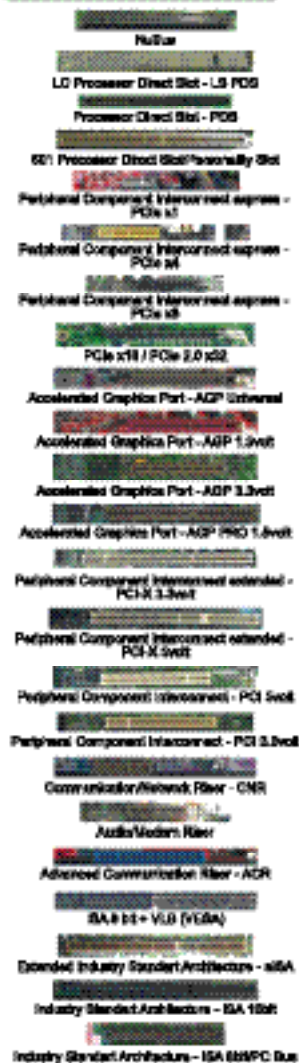 NuBus
LC Processor Direct Slot - LC PDS
Processor Direct Slot - PDS
601 Processor Direct Slot/Personality Slot
Peripheral Component Interconnect express -
PCIe x1
Peripheral Component Interconnect express -
PCIe x4
Peripheral Component Interconnect express -
PCIe x8
PCIe x16 / PCIe 2.0 x32
Accelerated Graphics Port - AGP Universal
Accelerated Graphics Port - AGP 1.5volt
Accelerated Graphics Port - AGP 3.3volt
Accelerated Graphics Port - AGP PRO 1.5volt
Peripheral Component Interconnect extended -
PCI-X 3.3volt
Peripheral Component Interconnect extended -
PCI-X 5volt
Peripheral Component Interconnect - PCI 5volt
Peripheral Component Interconnect - PCI 3.3volt
Communication/Network Riser - CNR
Audio/Modem Riser
Advanced Communication Riser - ACR
ISA 8 bit + VLB (VESA)
Extended Industry Standart Architecture - eISA
Industry Standert Architecture - ISA 16bit
Industry Standart Architecture - ISA 8bit/PC Bus